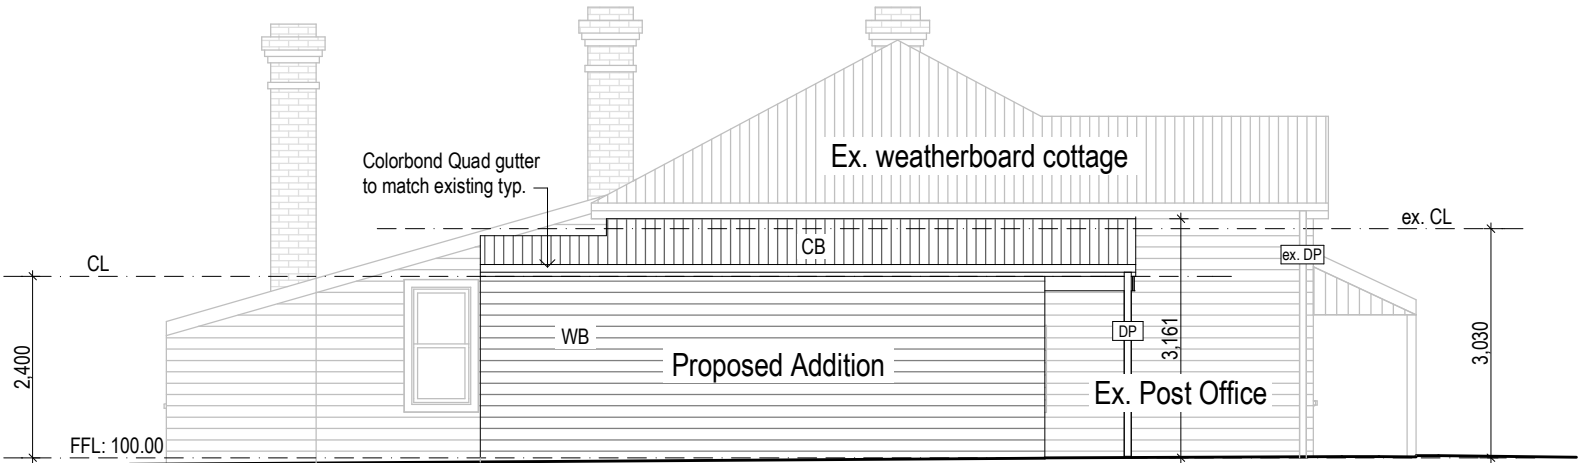 Colorbond Quad gutter
to match existing typ.
Ex. weatherboard cottage
ex. CL
CB
ex. DP
CL
WB
DP
2,400
Proposed Addition
3,161
3,030
Ex. Post Office
FFL: 100.00